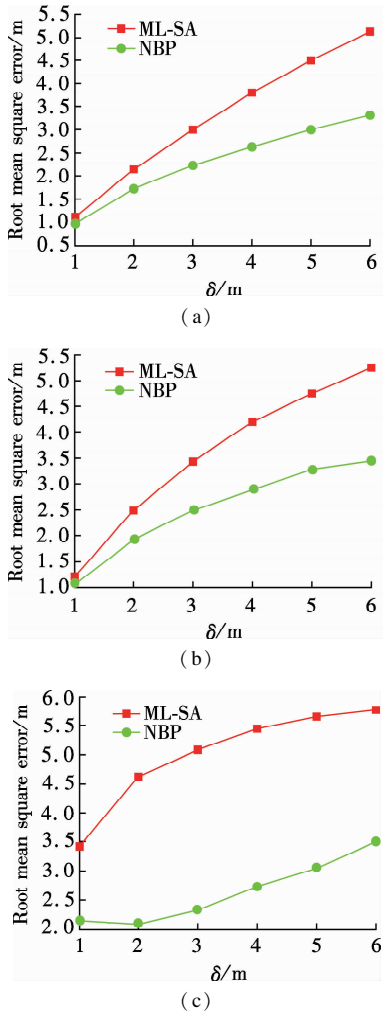 5.5
5.0
4.5
4.0
3.5
3.0
2.5
2.0
1.5
1.0
0.5
Root mean square error/m
ML-SA
NBP
1 2 3 4 5 6
δ/m
(a)
5.5
5.0
4.5
4.0
3.5
3.0
2.5
2.0
1.5
1.0
Root mean square error/m
ML-SA
NBP
1 2 3 4 5 6
δ/m
(b)
6.0
5.5
5.0
4.5
4.0
3.5
3.0
2.5
2.0
Root mean square error/m
ML-SA
NBP
1 2 3 4 5 6
δ/m
(c)